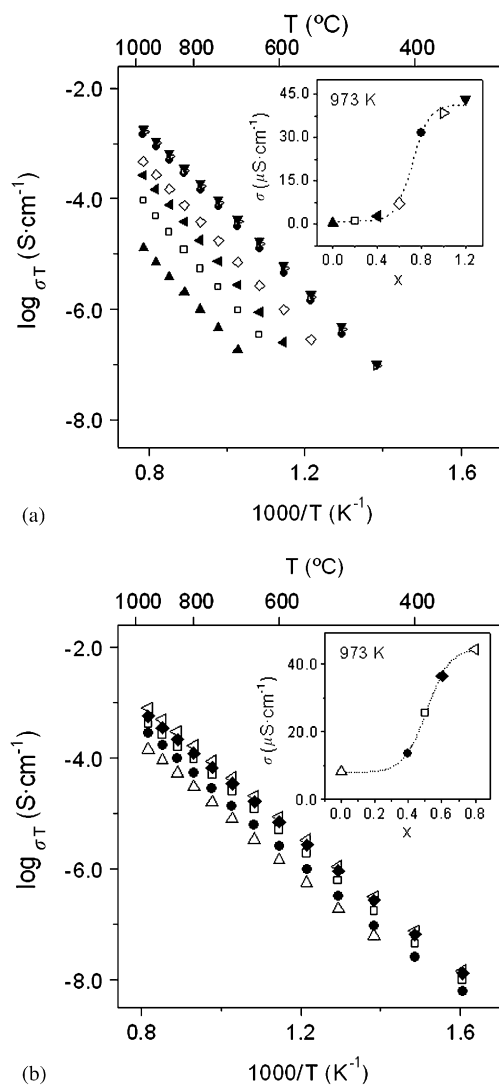 (a)
T (ºC)
1000 800 600 400
log σT (S·cm⁻¹)
-2.0
-4.0
-6.0
-8.0
973 K
σ (μS·cm⁻¹)
45.0
30.0
15.0
0.0
0.0 0.4 0.8 1.2
X
0.8 1.2 1.6
1000/T (K⁻¹)
(b)
T (ºC)
1000 800 600 400
log σT (S·cm⁻¹)
-2.0
-4.0
-6.0
-8.0
973 K
σ (μS·cm⁻¹)
40.0
20.0
0.0
0.0 0.2 0.4 0.6 0.8
X
0.8 1.2 1.6
1000/T (K⁻¹)